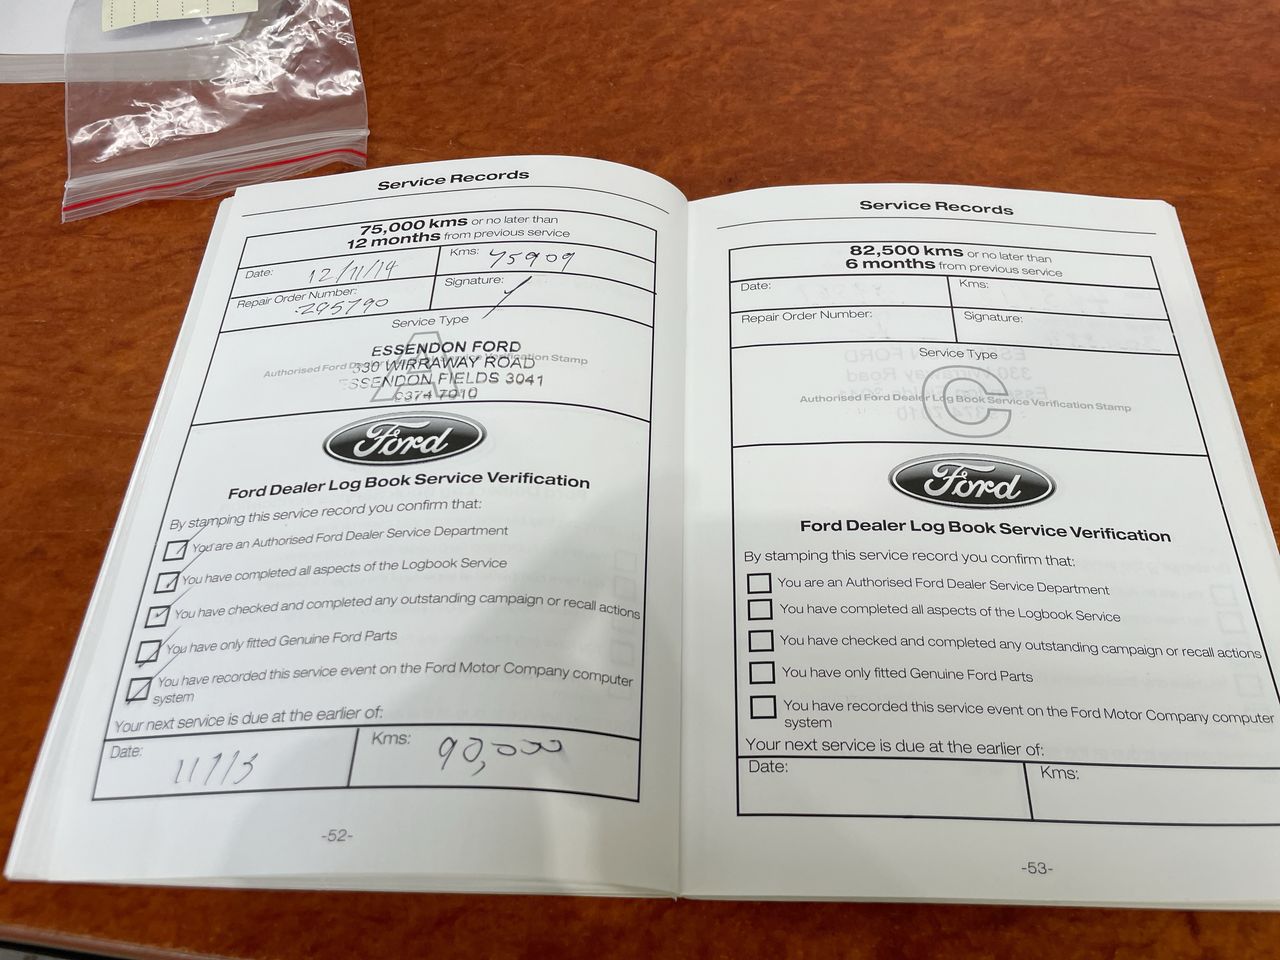 Service Records
75,000 kms or no later than
12 months from previous service
Date: 12/11/14
Kms: 75909
Repair Order Number: 295790
Signature:
Service Type
A
Authorised Ford Dealer Log Book Service Verification Stamp
ESSENDON FORD
330 WIRRAWAY ROAD
ESSENDON FIELDS 3041
9374 7010
Ford
Ford Dealer Log Book Service Verification
By stamping this service record you confirm that:
You are an Authorised Ford Dealer Service Department
You have completed all aspects of the Logbook Service
You have checked and completed any outstanding campaign or recall actions
You have only fitted Genuine Ford Parts
You have recorded this service event on the Ford Motor Company computer
system
Your next service is due at the earlier of:
Date:
Kms: 90,000
-52-
Service Records
82,500 kms or no later than
6 months from previous service
Date:
Kms:
Repair Order Number:
Signature:
Service Type
C
Authorised Ford Dealer Log Book Service Verification Stamp
Ford
Ford Dealer Log Book Service Verification
By stamping this service record you confirm that:
You are an Authorised Ford Dealer Service Department
You have completed all aspects of the Logbook Service
You have checked and completed any outstanding campaign or recall actions
You have only fitted Genuine Ford Parts
You have recorded this service event on the Ford Motor Company computer
system
Your next service is due at the earlier of:
Date:
Kms:
-53-